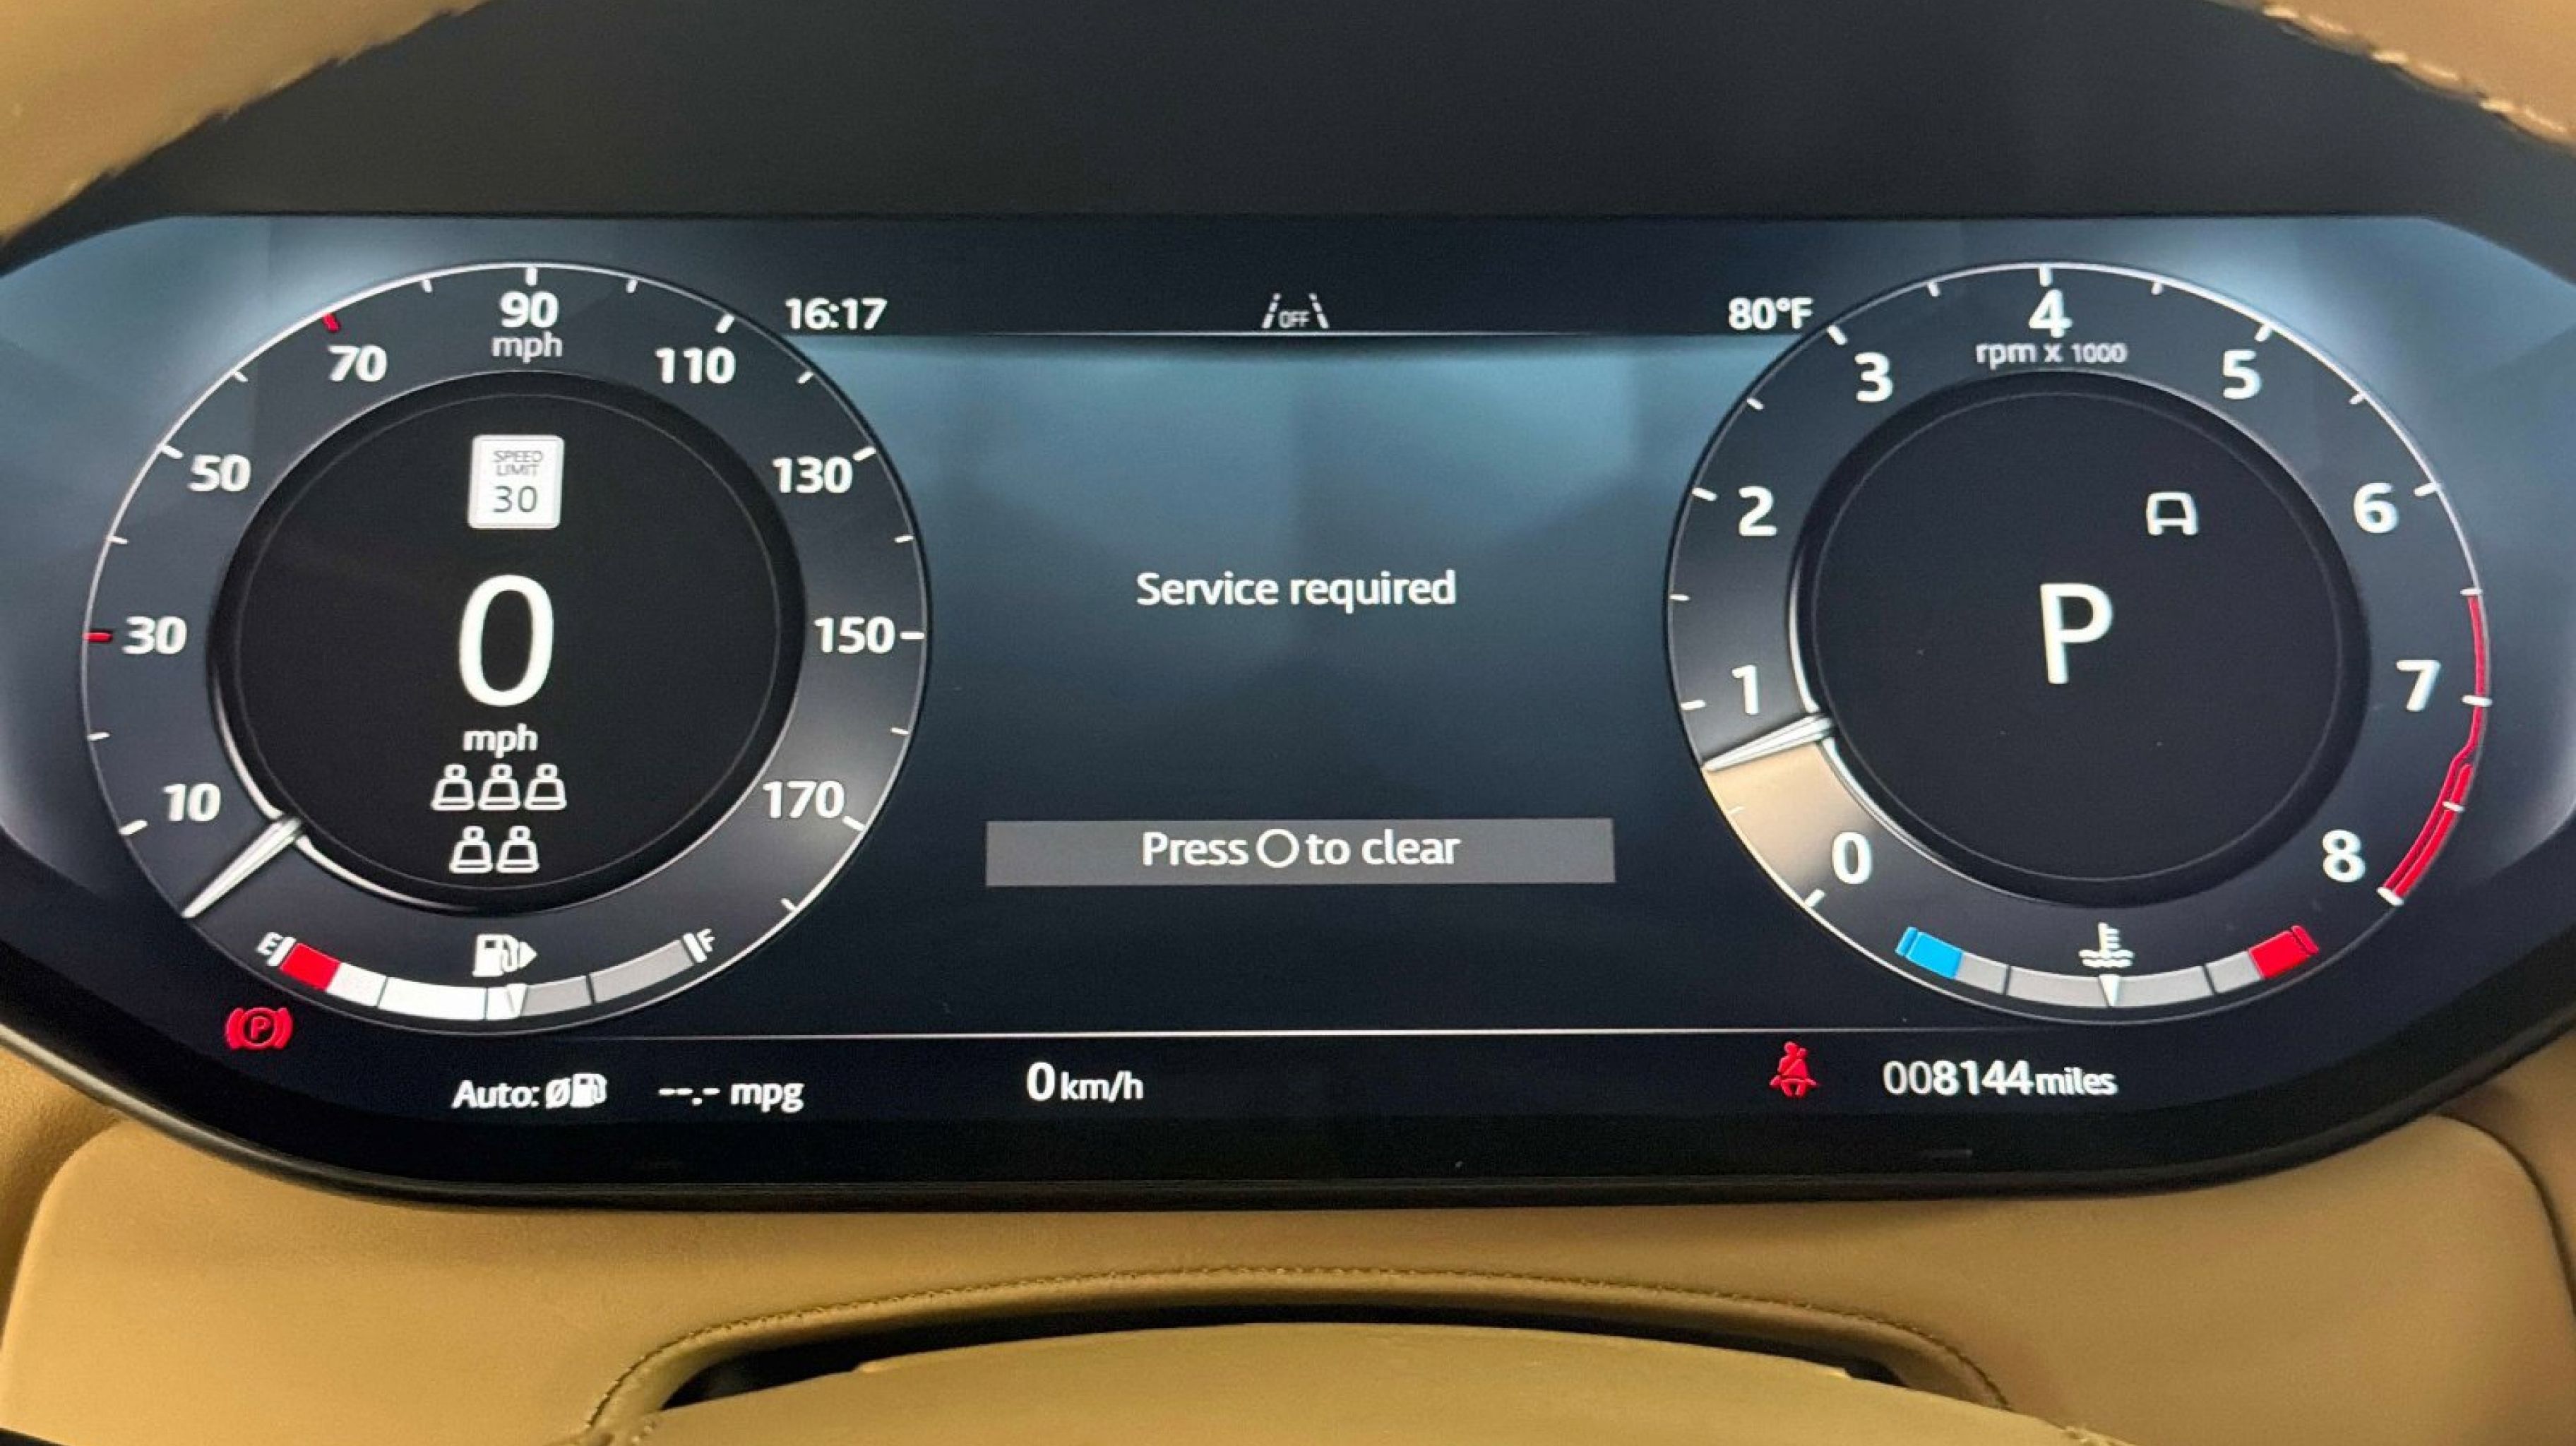 16:17
OFF
80°F
90
mph
70
110
50
130
30
150
10
170
SPEED
LIMIT
30
0
mph
E
F
Service required
Press O to clear
4
rpm x 1000
3
5
2
6
1
7
0
8
P
P
Auto: Ø --.- mpg
0 km/h
008144 miles